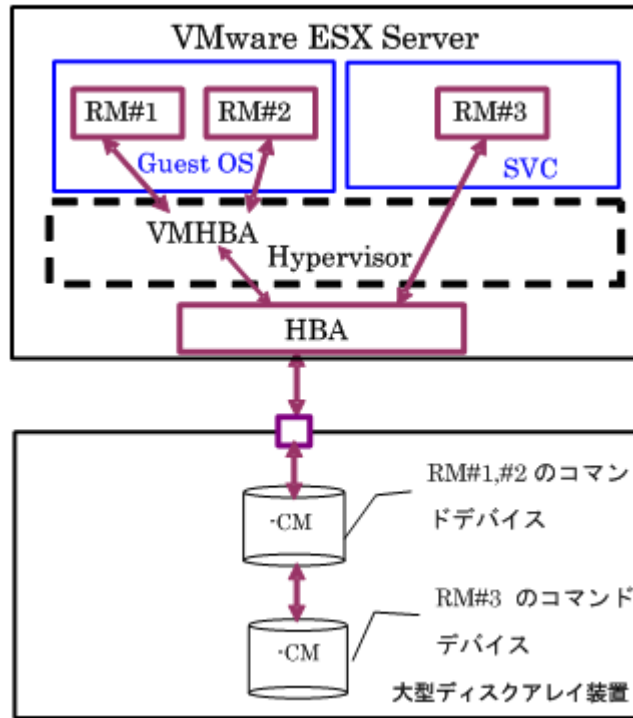 VMware ESX Server
RM#1
RM#2
RM#3
Guest OS
SVC
VMHBA
Hypervisor
HBA
RM#1,#2 のコマン
ドデバイス
-CM
RM#3 のコマンド
デバイス
-CM
大型ディスクアレイ装置